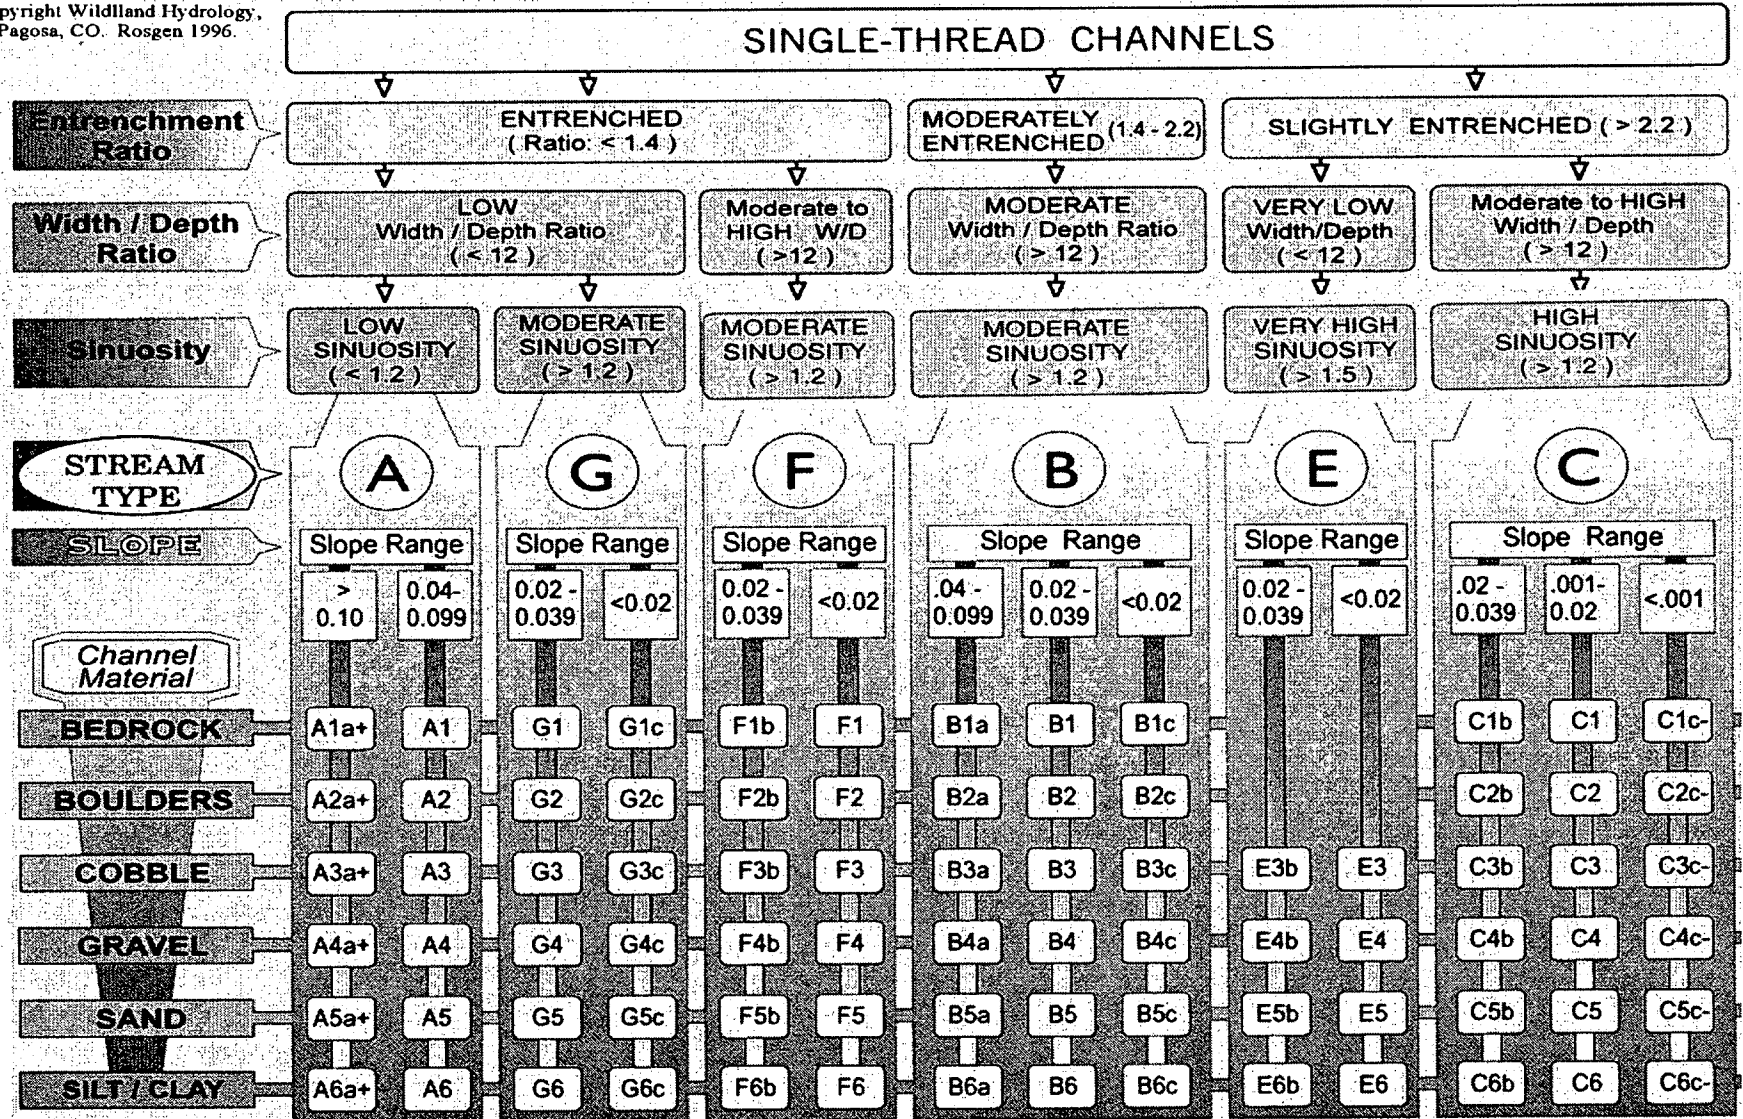 pyright Wildlland Hydrology,
Pagosa, CO. Rosgen 1996.
SINGLE-THREAD CHANNELS
Entrenchment
Ratio
ENTRENCHED
( Ratio: < 1.4 )
MODERATELY
ENTRENCHED
(1.4 - 2.2)
SLIGHTLY ENTRENCHED ( > 2.2 )
Width / Depth
Ratio
LOW
Width / Depth Ratio
( < 12 )
Moderate to
HIGH W/D
( >12 )
MODERATE
Width / Depth Ratio
( > 12 )
VERY LOW
Width/Depth
( < 12 )
Moderate to HIGH
Width / Depth
( > 12 )
Sinuosity
LOW
SINUOSITY
( < 1.2 )
MODERATE
SINUOSITY
( > 1.2 )
MODERATE
SINUOSITY
( > 1.2 )
MODERATE
SINUOSITY
( > 1.2 )
VERY HIGH
SINUOSITY
( > 1.5 )
HIGH
SINUOSITY
( > 1.2 )
STREAM
TYPE
A G F B E C
SLOPE
Slope Range Slope Range Slope Range Slope Range Slope Range Slope Range
>
0.10
0.04-
0.099
0.02 -
0.039
<0.02
0.02 -
0.039
<0.02
.04 -
0.099
0.02 -
0.039
<0.02
0.02 -
0.039
<0.02
.02 -
0.039
.001-
0.02
<.001
Channel
Material
BEDROCK A1a+ A1 G1 G1c F1b F1 B1a B1 B1c C1b C1 C1c-
BOULDERS A2a+ A2 G2 G2c F2b F2 B2a B2 B2c C2b C2 C2c-
COBBLE A3a+ A3 G3 G3c F3b F3 B3a B3 B3c E3b E3 C3b C3 C3c-
GRAVEL A4a+ A4 G4 G4c F4b F4 B4a B4 B4c E4b E4 C4b C4 C4c-
SAND A5a+ A5 G5 G5c F5b F5 B5a B5 B5c E5b E5 C5b C5 C5c-
SILT / CLAY A6a+ A6 G6 G6c F6b F6 B6a B6 B6c E6b E6 C6b C6 C6c-